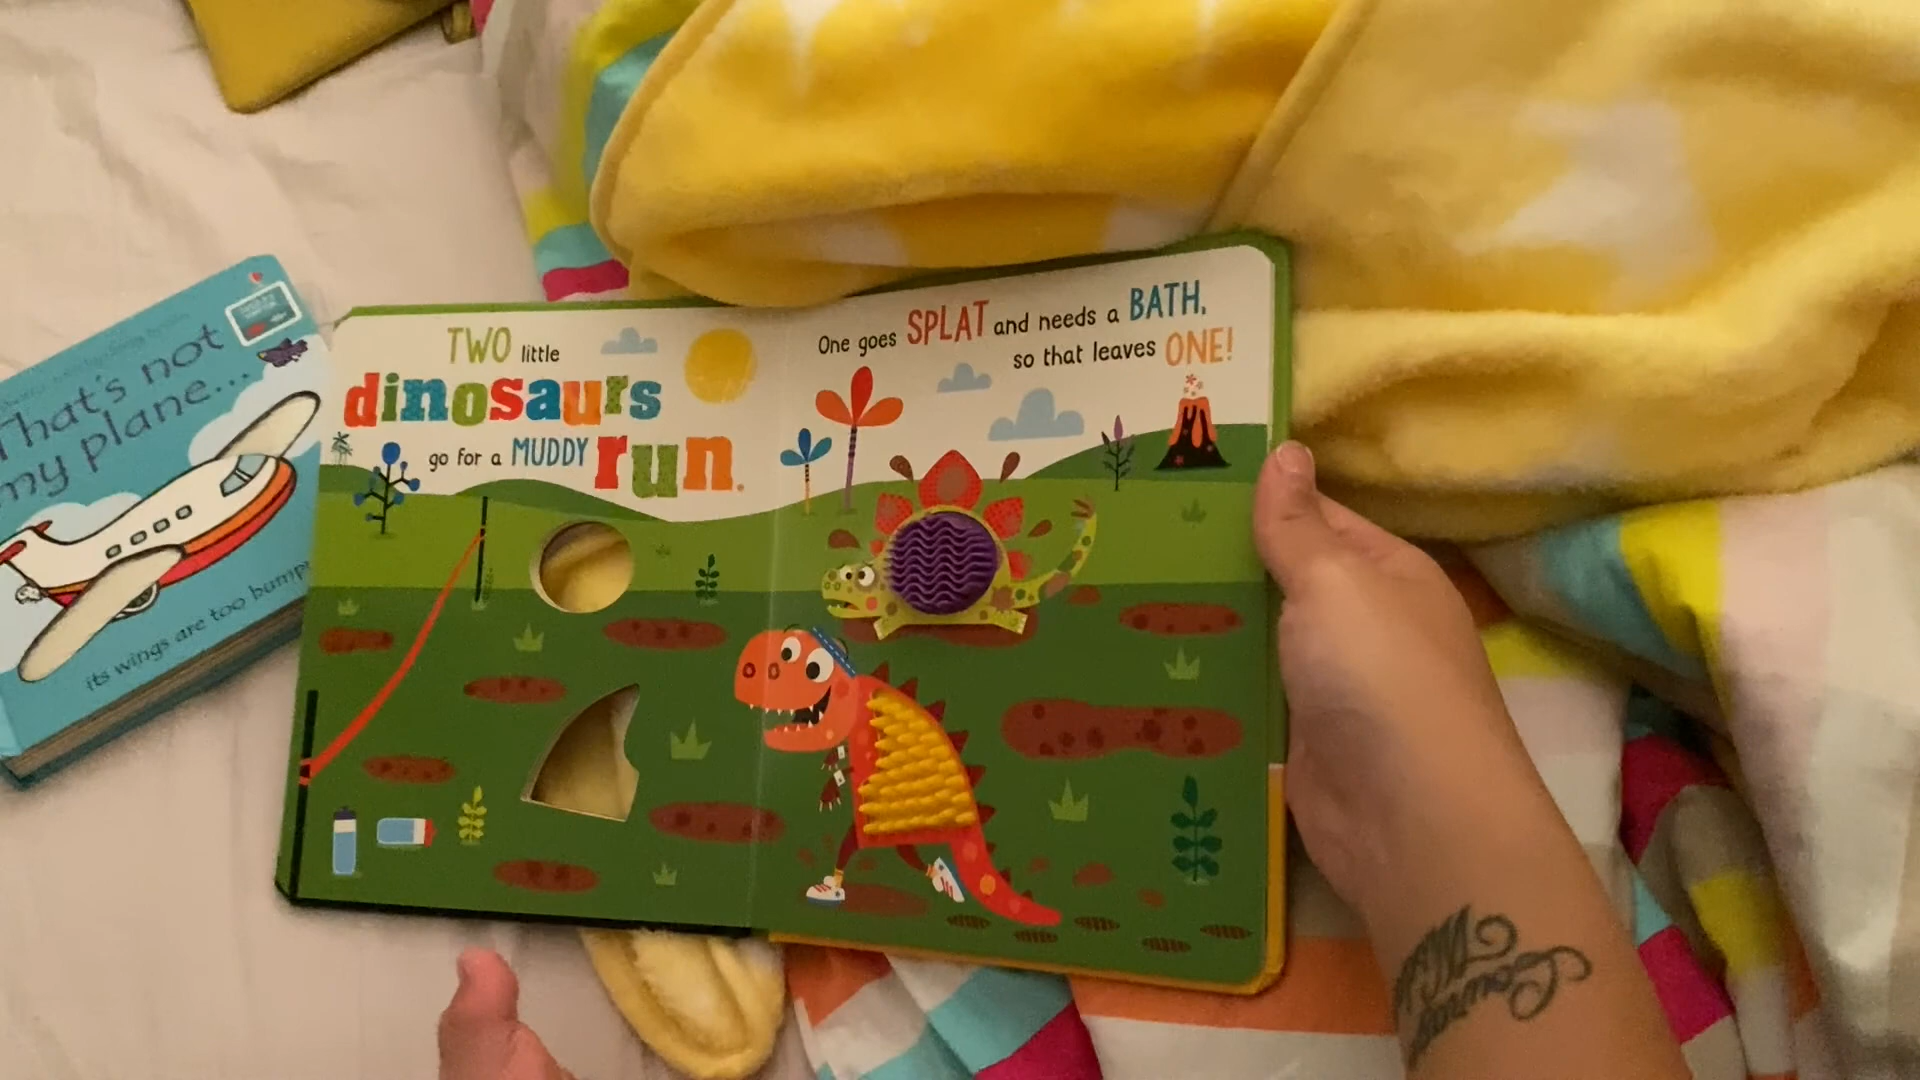 TWO little
dinosaurs
go for a MUDDY run.
One goes SPLAT and needs a BATH,
so that leaves ONE!
That's not
my plane...
its wings are too bumpy